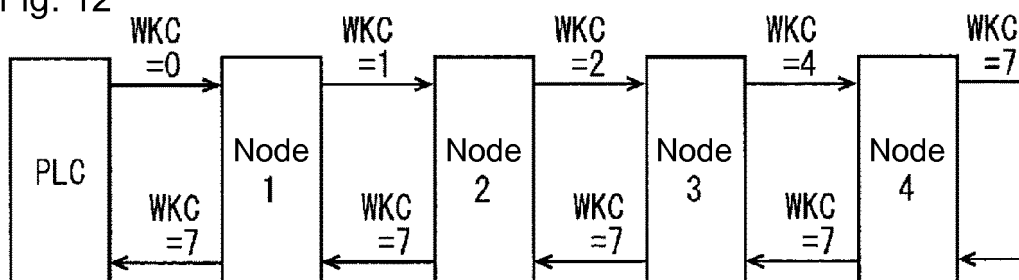 Fig. 12
WKC
=0
WKC
=1
WKC
=2
WKC
=4
WKC
=7
PLC
Node
1
Node
2
Node
3
Node
4
WKC
=7
WKC
=7
WKC
=7
WKC
=7